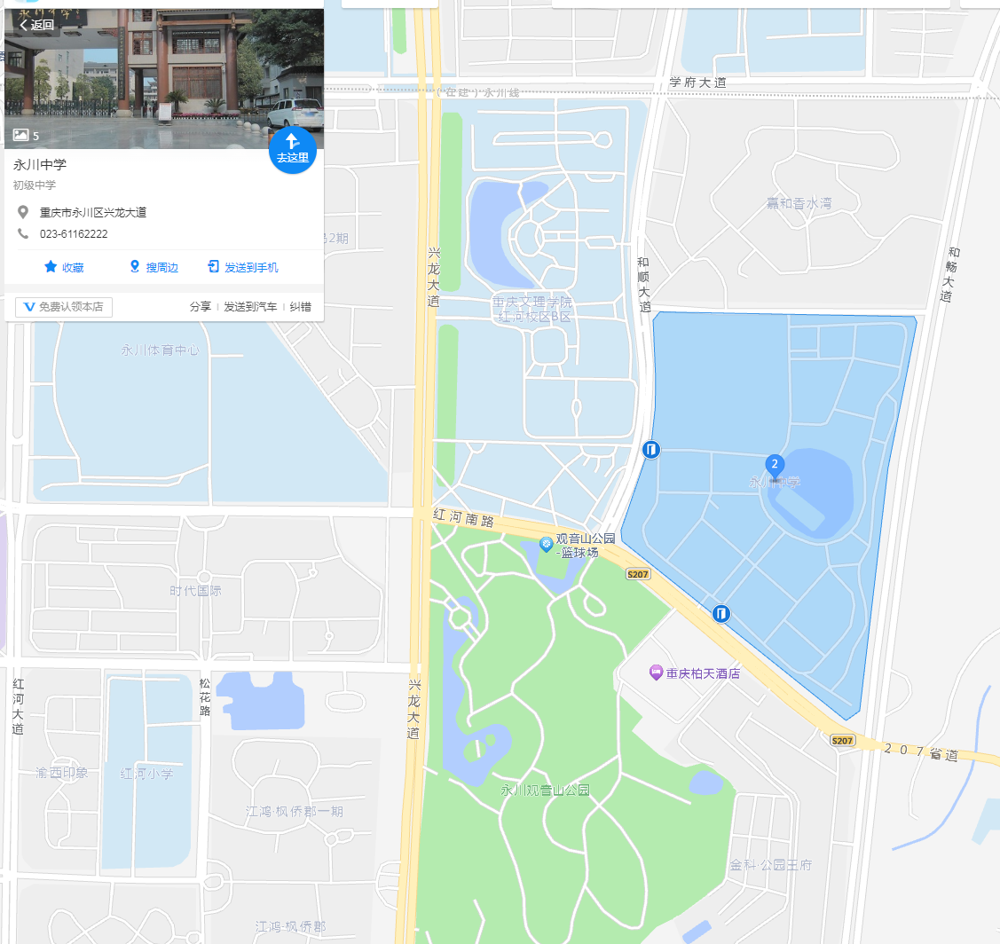 永川中学
返回
5
去这里
永川中学
初级中学
重庆市永川区兴龙大道
023-61162222
收藏
搜周边
发送到手机
免费认领本店
分享
发送到汽车
纠错
(在建)永川线
学府大道
嘉和香水湾
2期
兴龙大道
和顺大道
和畅大道
重庆文理学院
红河校区B区
永川体育中心
2
永川中学
红河南路
观音山公园
-篮球场
S207
时代国际
重庆柏天酒店
红河大道
松花路
兴龙大道
S207
207省道
渝西印象
红河小学
永川观音山公园
江鸿·枫侨郡一期
金科·公园王府
江鸿·枫侨郡